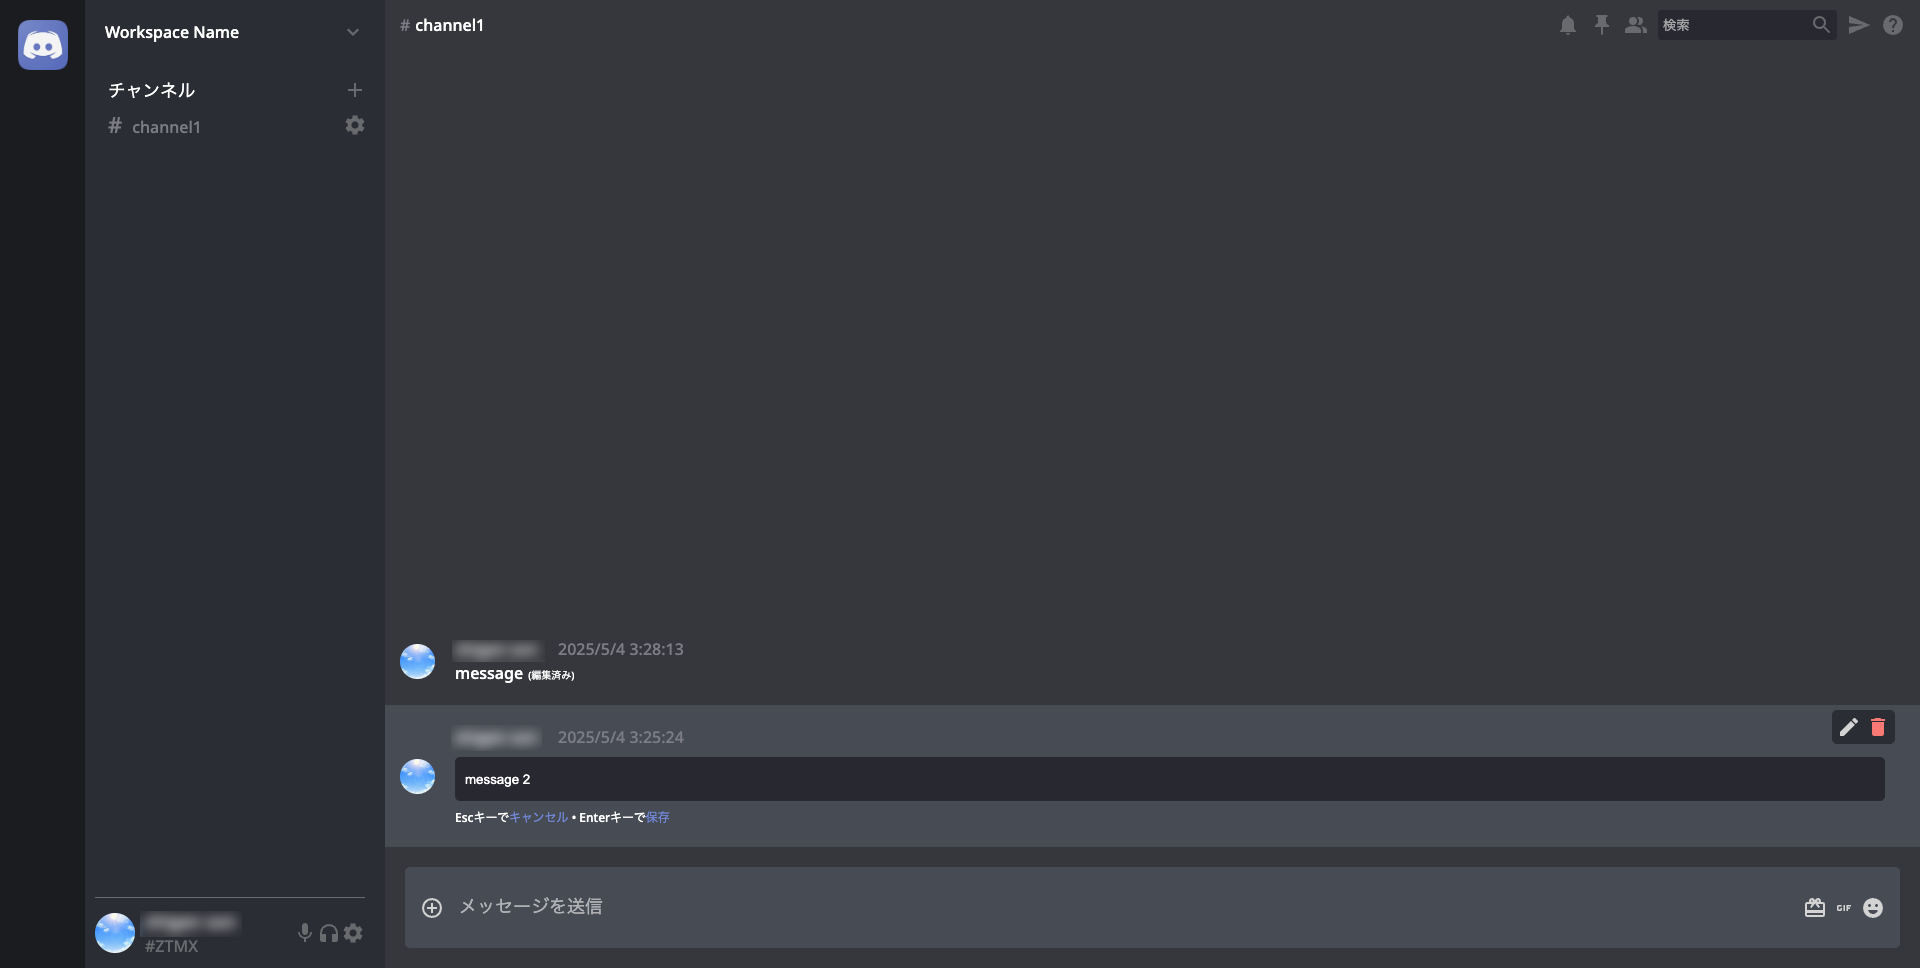 Workspace Name
チャンネル
# channel1
# channel1
検索
2025/5/4 3:28:13
message (編集済み)
2025/5/4 3:25:24
message 2
Escキーでキャンセル • Enterキーで保存
メッセージを送信
GIF
#ZTMX